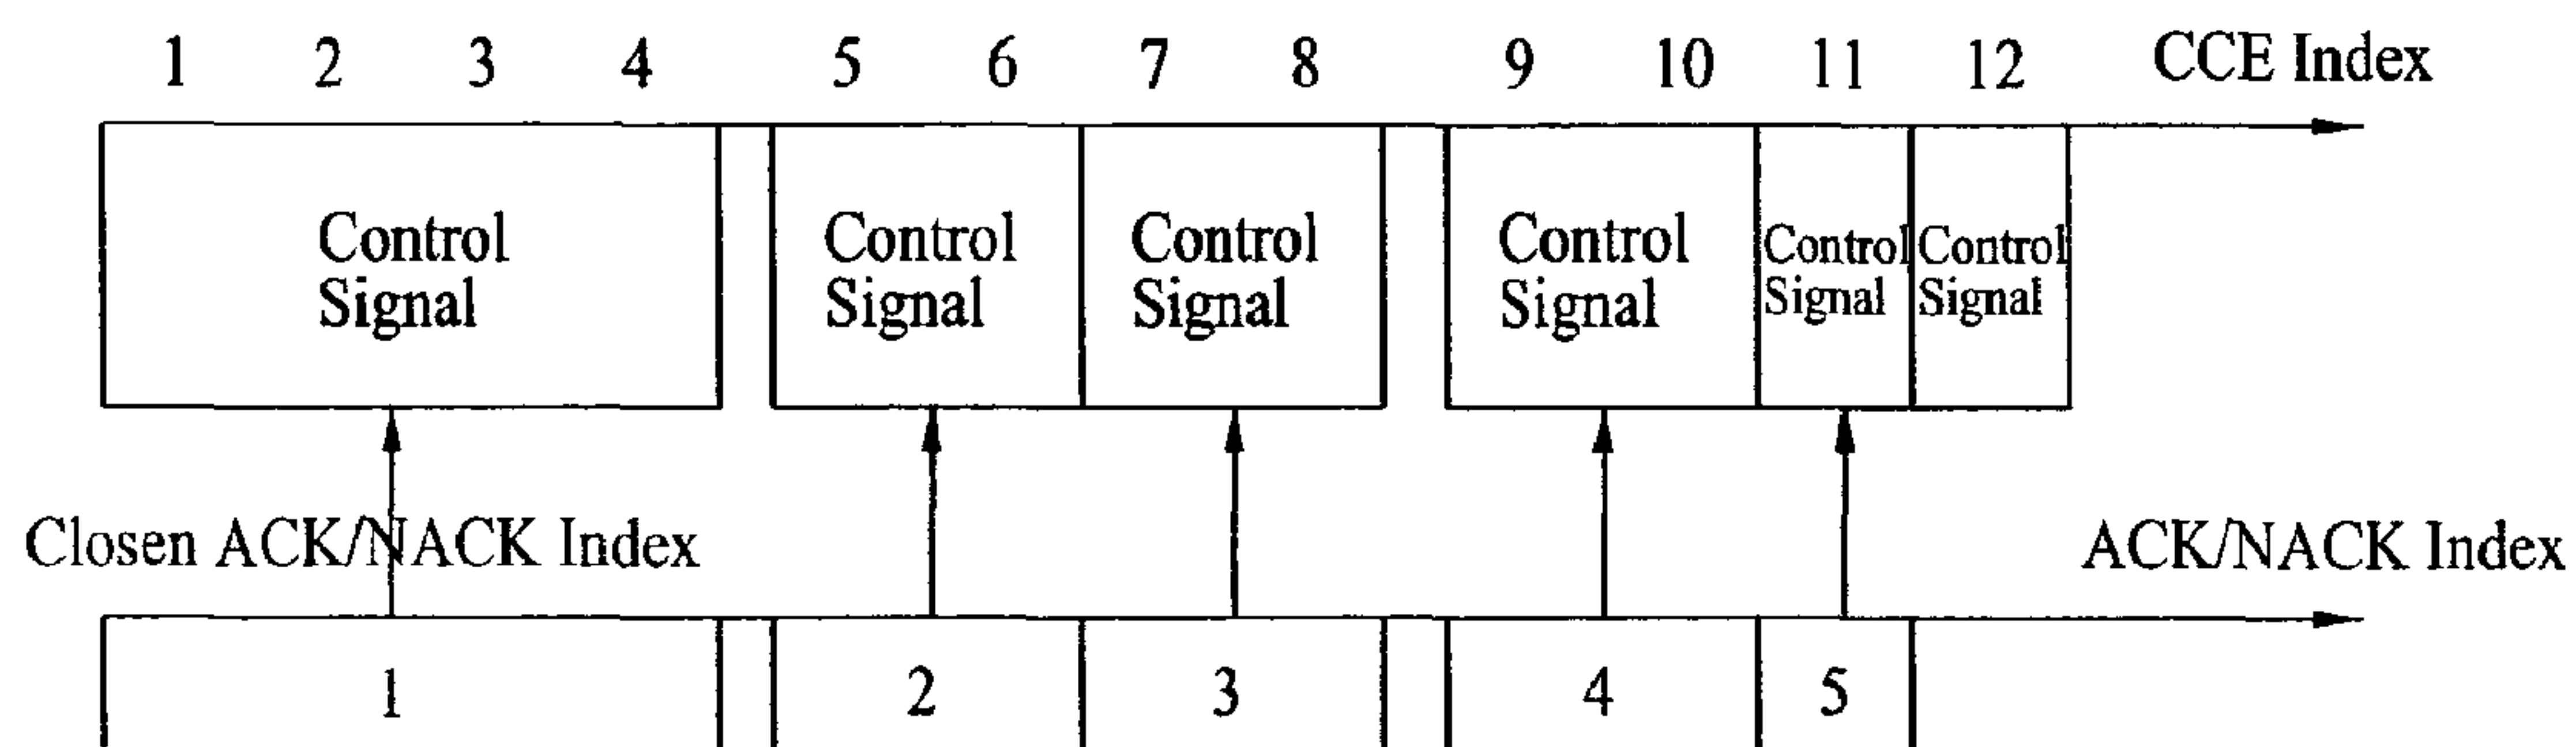 1 2 3 4 5 6 7 8 9 10 11 12 CCE Index
Control Control Control Control Control Control
Signal Signal Signal Signal Signal Signal
Closen ACK/NACK Index ACK/NACK Index
1 2 3 4 5